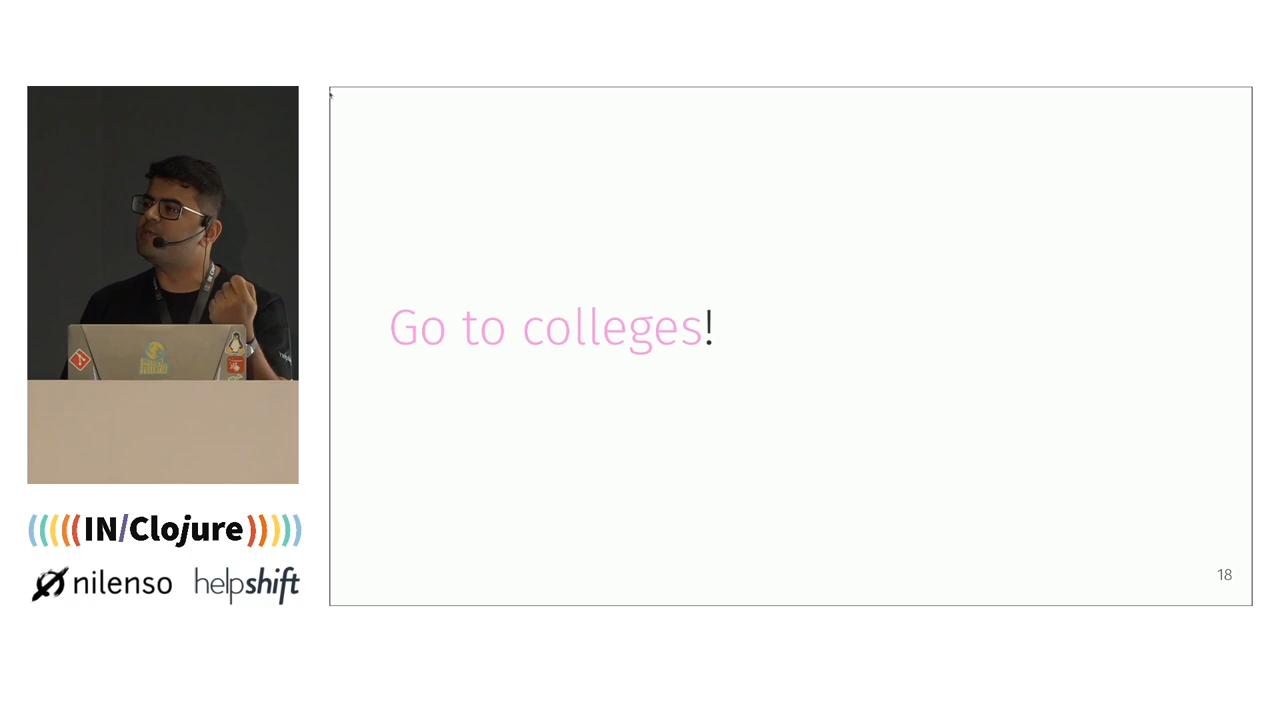 Go to colleges!
18
(((((IN/Clojure)))))
nilenso helpshift